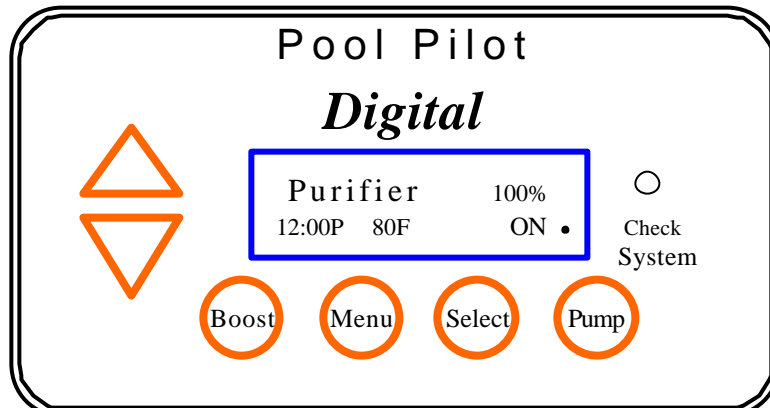 Pool Pilot
Digital
Purifier 100%
12:00P 80F ON •
Check
System
Boost Menu Select Pump